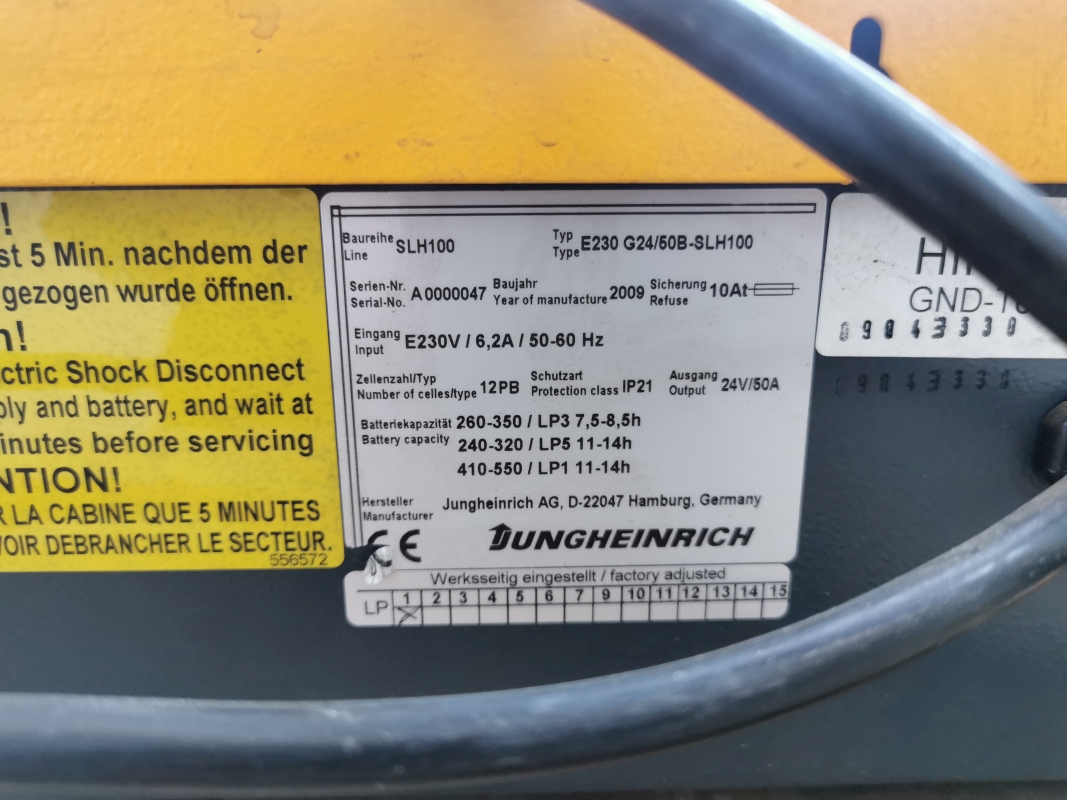 !
st 5 Min. nachdem der
gezogen wurde öffnen.
n!
ctric Shock Disconnect
ply and battery, and wait at
inutes before servicing
NTION!
R LA CABINE QUE 5 MINUTES
VOIR DEBRANCHER LE SECTEUR.
556572
Baureihe SLH100 Typ E230 G24/50B-SLH100
Line Type
Serien-Nr. A0000047 Baujahr 2009 Sicherung 10At
Serial-No. Year of manufacture Refuse
Eingang E230V / 6,2A / 50-60 Hz
Input
Zellenzahl/Typ 12PB Schutzart IP21 Ausgang 24V/50A
Number of celles/type Protection class Output
Batteriekapazität 260-350 / LP3 7,5-8,5h
Battery capacity 240-320 / LP5 11-14h
410-550 / LP1 11-14h
Hersteller Jungheinrich AG, D-22047 Hamburg, Germany
Manufacturer
CE JUNGHEINRICH
Werksseitig eingestellt / factory adjusted
LP 1 2 3 4 5 6 7 9 10 11 12 13 14 15
GND-10
09043330